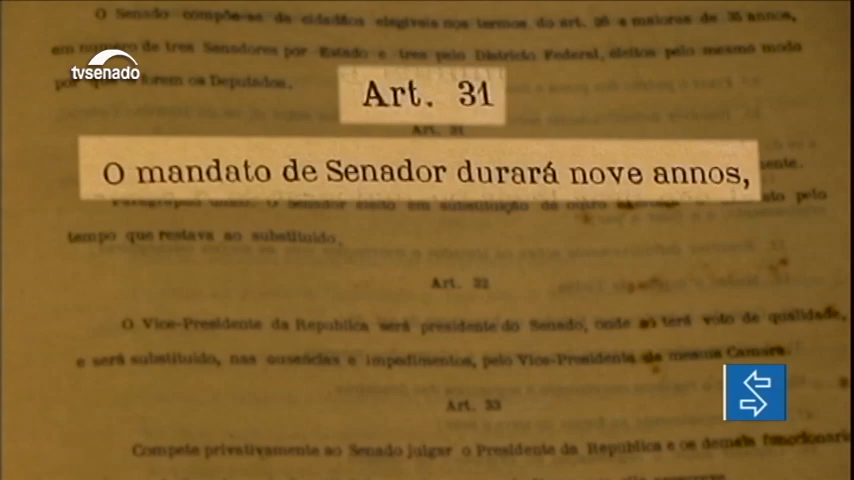 O Senado compõe-se de cidadãos elegiveis nos termos do art. 26 e maiores de 35 annos,
em numero de tres Senadores por Estado e tres pelo Districto Federal, eleitos pelo mesmo modo
por que o forem os Deputados.
tvsenado
Art. 31
Art. 31
O mandato de Senador durará nove annos,
Paragrapho unico. O Senador eleito em substituição de outro pelo
tempo que restava ao substituido.
Art. 32
O Vice-Presidente da Republica será presidente do Senado, onde só terá voto de qualidade,
e será substituido, nas ausencias e impedimentos, pelo Vice-Presidente da mesma Camara.
Art. 33
Compete privativamente ao Senado julgar o Presidente da Republica e os demais funccionario